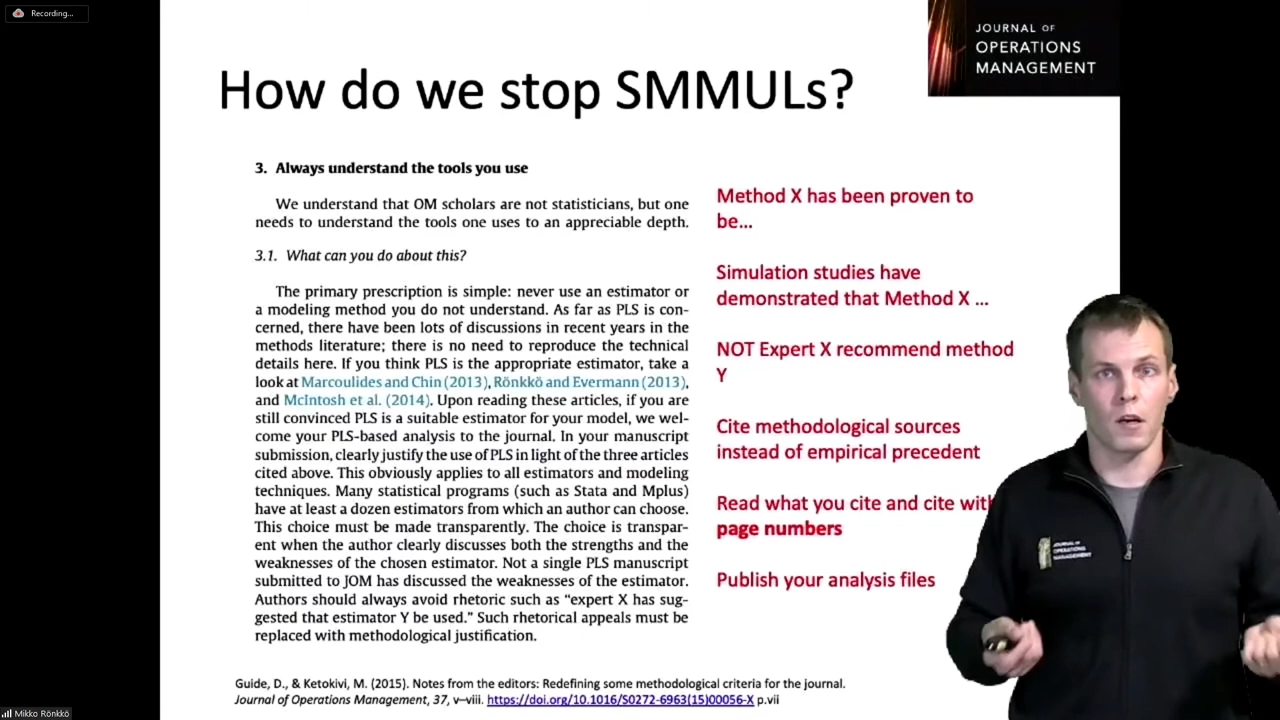 Recording...
JOURNAL OF
OPERATIONS
MANAGEMENT
How do we stop SMMULs?
3. Always understand the tools you use
We understand that OM scholars are not statisticians, but one
needs to understand the tools one uses to an appreciable depth.
3.1. What can you do about this?
The primary prescription is simple: never use an estimator or
a modeling method you do not understand. As far as PLS is con-
cerned, there have been lots of discussions in recent years in the
methods literature; there is no need to reproduce the technical
details here. If you think PLS is the appropriate estimator, take a
look at Marcoulides and Chin (2013), Rönkkö and Evermann (2013),
and McIntosh et al. (2014). Upon reading these articles, if you are
still convinced PLS is a suitable estimator for your model, we wel-
come your PLS-based analysis to the journal. In your manuscript
submission, clearly justify the use of PLS in light of the three articles
cited above. This obviously applies to all estimators and modeling
techniques. Many statistical programs (such as Stata and Mplus)
have at least a dozen estimators from which an author can choose.
This choice must be made transparently. The choice is transpar-
ent when the author clearly discusses both the strengths and the
weaknesses of the chosen estimator. Not a single PLS manuscript
submitted to JOM has discussed the weaknesses of the estimator.
Authors should always avoid rhetoric such as “expert X has sug-
gested that estimator Y be used.” Such rhetorical appeals must be
replaced with methodological justification.
Method X has been proven to
be...
Simulation studies have
demonstrated that Method X ...
NOT Expert X recommend method
Y
Cite methodological sources
instead of empirical precedent
Read what you cite and cite with
page numbers
Publish your analysis files
JOURNAL OF
OPERATIONS
MANAGEMENT
Guide, D., & Ketokivi, M. (2015). Notes from the editors: Redefining some methodological criteria for the journal.
Journal of Operations Management, 37, v–viii. https://doi.org/10.1016/S0272-6963(15)00056-X p.vii
Mikko Rönkkö